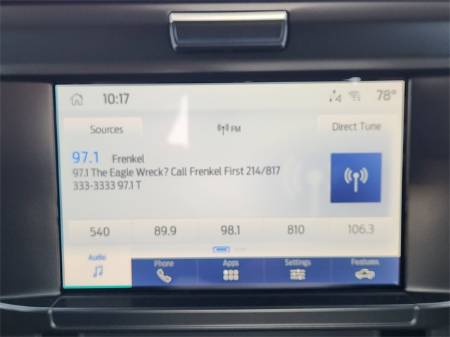 10:17
4
78°
Sources
FM
Direct Tune
97.1 Frenkel
97.1 The Eagle Wreck? Call Frenkel First 214/817
333-3333 97.1 T
540 89.9 98.1 810 106.3
Audio Phone Apps Settings Features